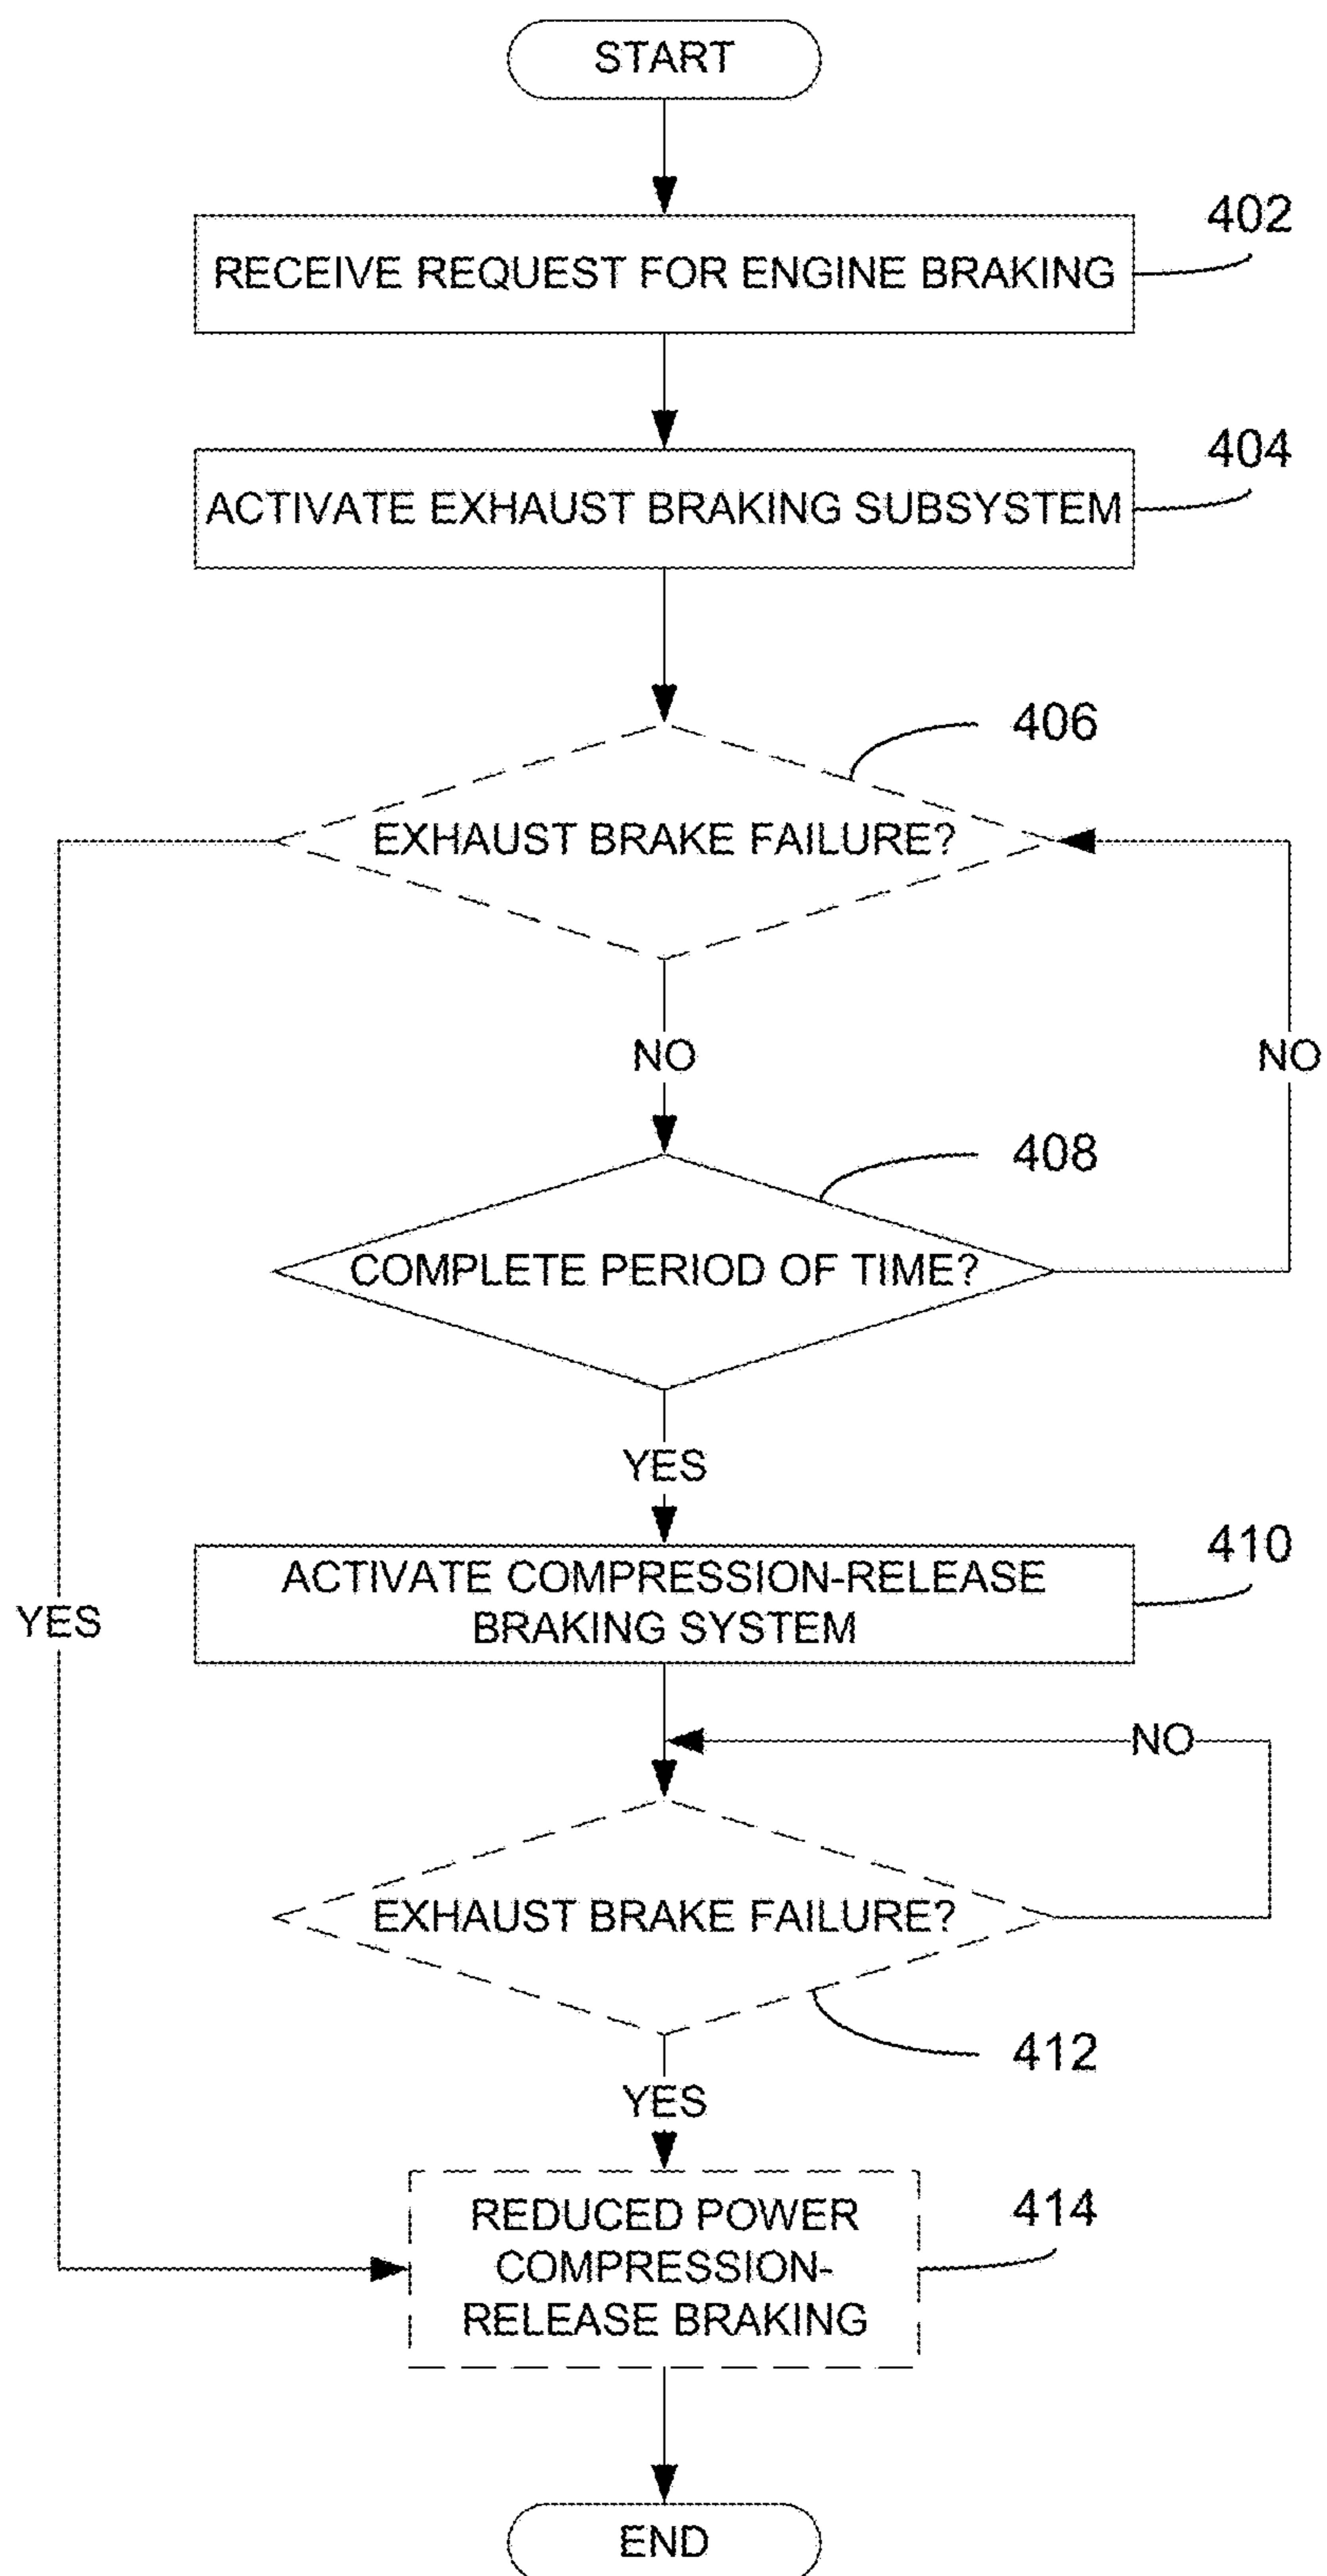 START
402
RECEIVE REQUEST FOR ENGINE BRAKING
404
ACTIVATE EXHAUST BRAKING SUBSYSTEM
406
EXHAUST BRAKE FAILURE?
NO
NO
408
COMPLETE PERIOD OF TIME?
YES
410
ACTIVATE COMPRESSION-RELEASE
BRAKING SYSTEM
YES
NO
EXHAUST BRAKE FAILURE?
412
YES
414
REDUCED POWER
COMPRESSION-
RELEASE BRAKING
END